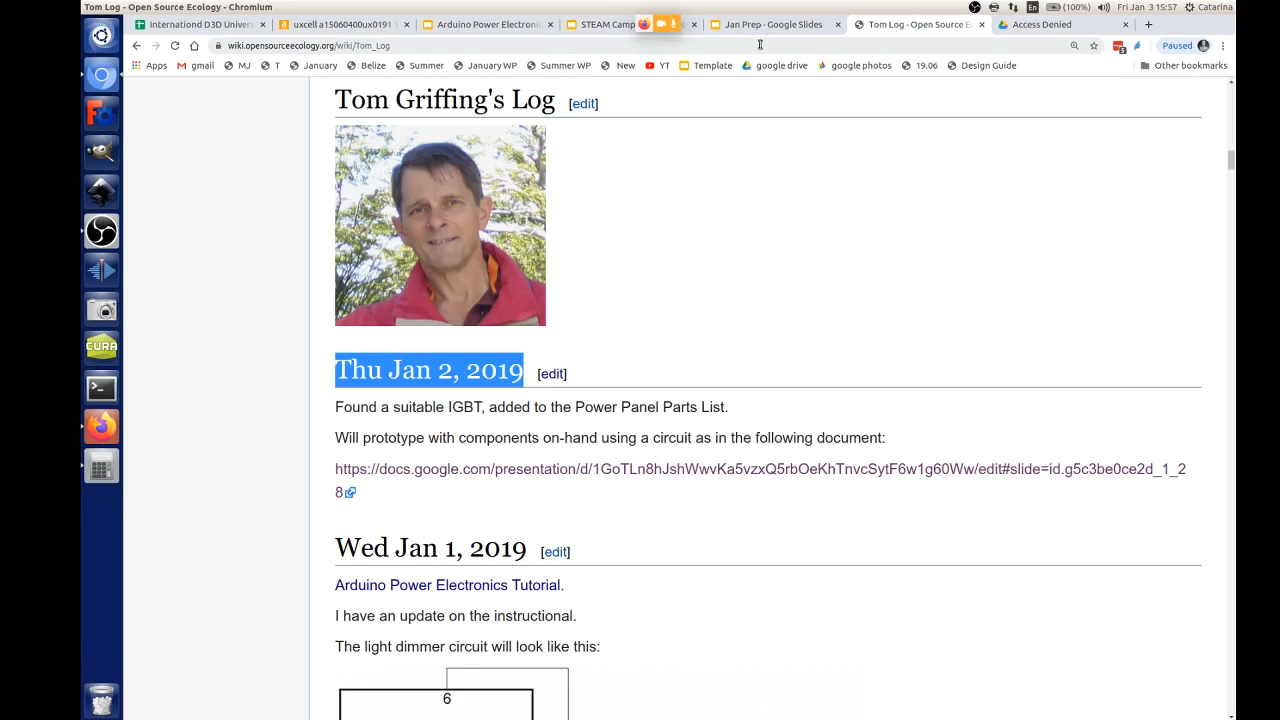 Tom Log - Open Source Ecology - Chromium
En (100%) Fri Jan 3 15:57 Catarina
Internationd D3D Univers
uxcell a15060400ux0191 1
Arduino Power Electronic
STEAM Camp
Jan Prep - Google Slides
Tom Log - Open Source E
Access Denied
wiki.opensourceecology.org/wiki/Tom_Log
Paused
Apps gmail MJ T January Belize Summer January WP Summer WP New YT Template google drive google photos 19.06 Design Guide Other bookmarks
Tom Griffing's Log [edit]
Thu Jan 2, 2019 [edit]
Found a suitable IGBT, added to the Power Panel Parts List.
Will prototype with components on-hand using a circuit as in the following document:
https://docs.google.com/presentation/d/1GoTLn8hJshWwvKa5vzxQ5rbOeKhTnvcSytF6w1g60Ww/edit#slide=id.g5c3be0ce2d_1_2
8
Wed Jan 1, 2019 [edit]
Arduino Power Electronics Tutorial.
I have an update on the instructional.
The light dimmer circuit will look like this:
6
CURA